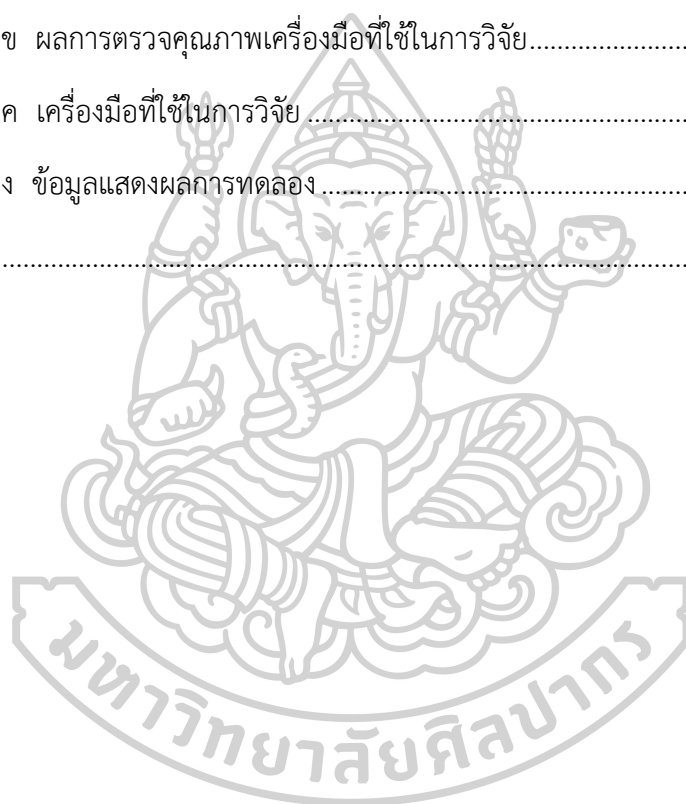 ข ผลการตรวจคุณภาพเครื่องมือที่ใช้ในการวิจัย........................
ค เครื่องมือที่ใช้ในการวิจัย..........................................................
ง ข้อมูลแสดงผลการทดลอง.......................................................
.......................................................................................................
มหาวิทยาลัยศิลปากร